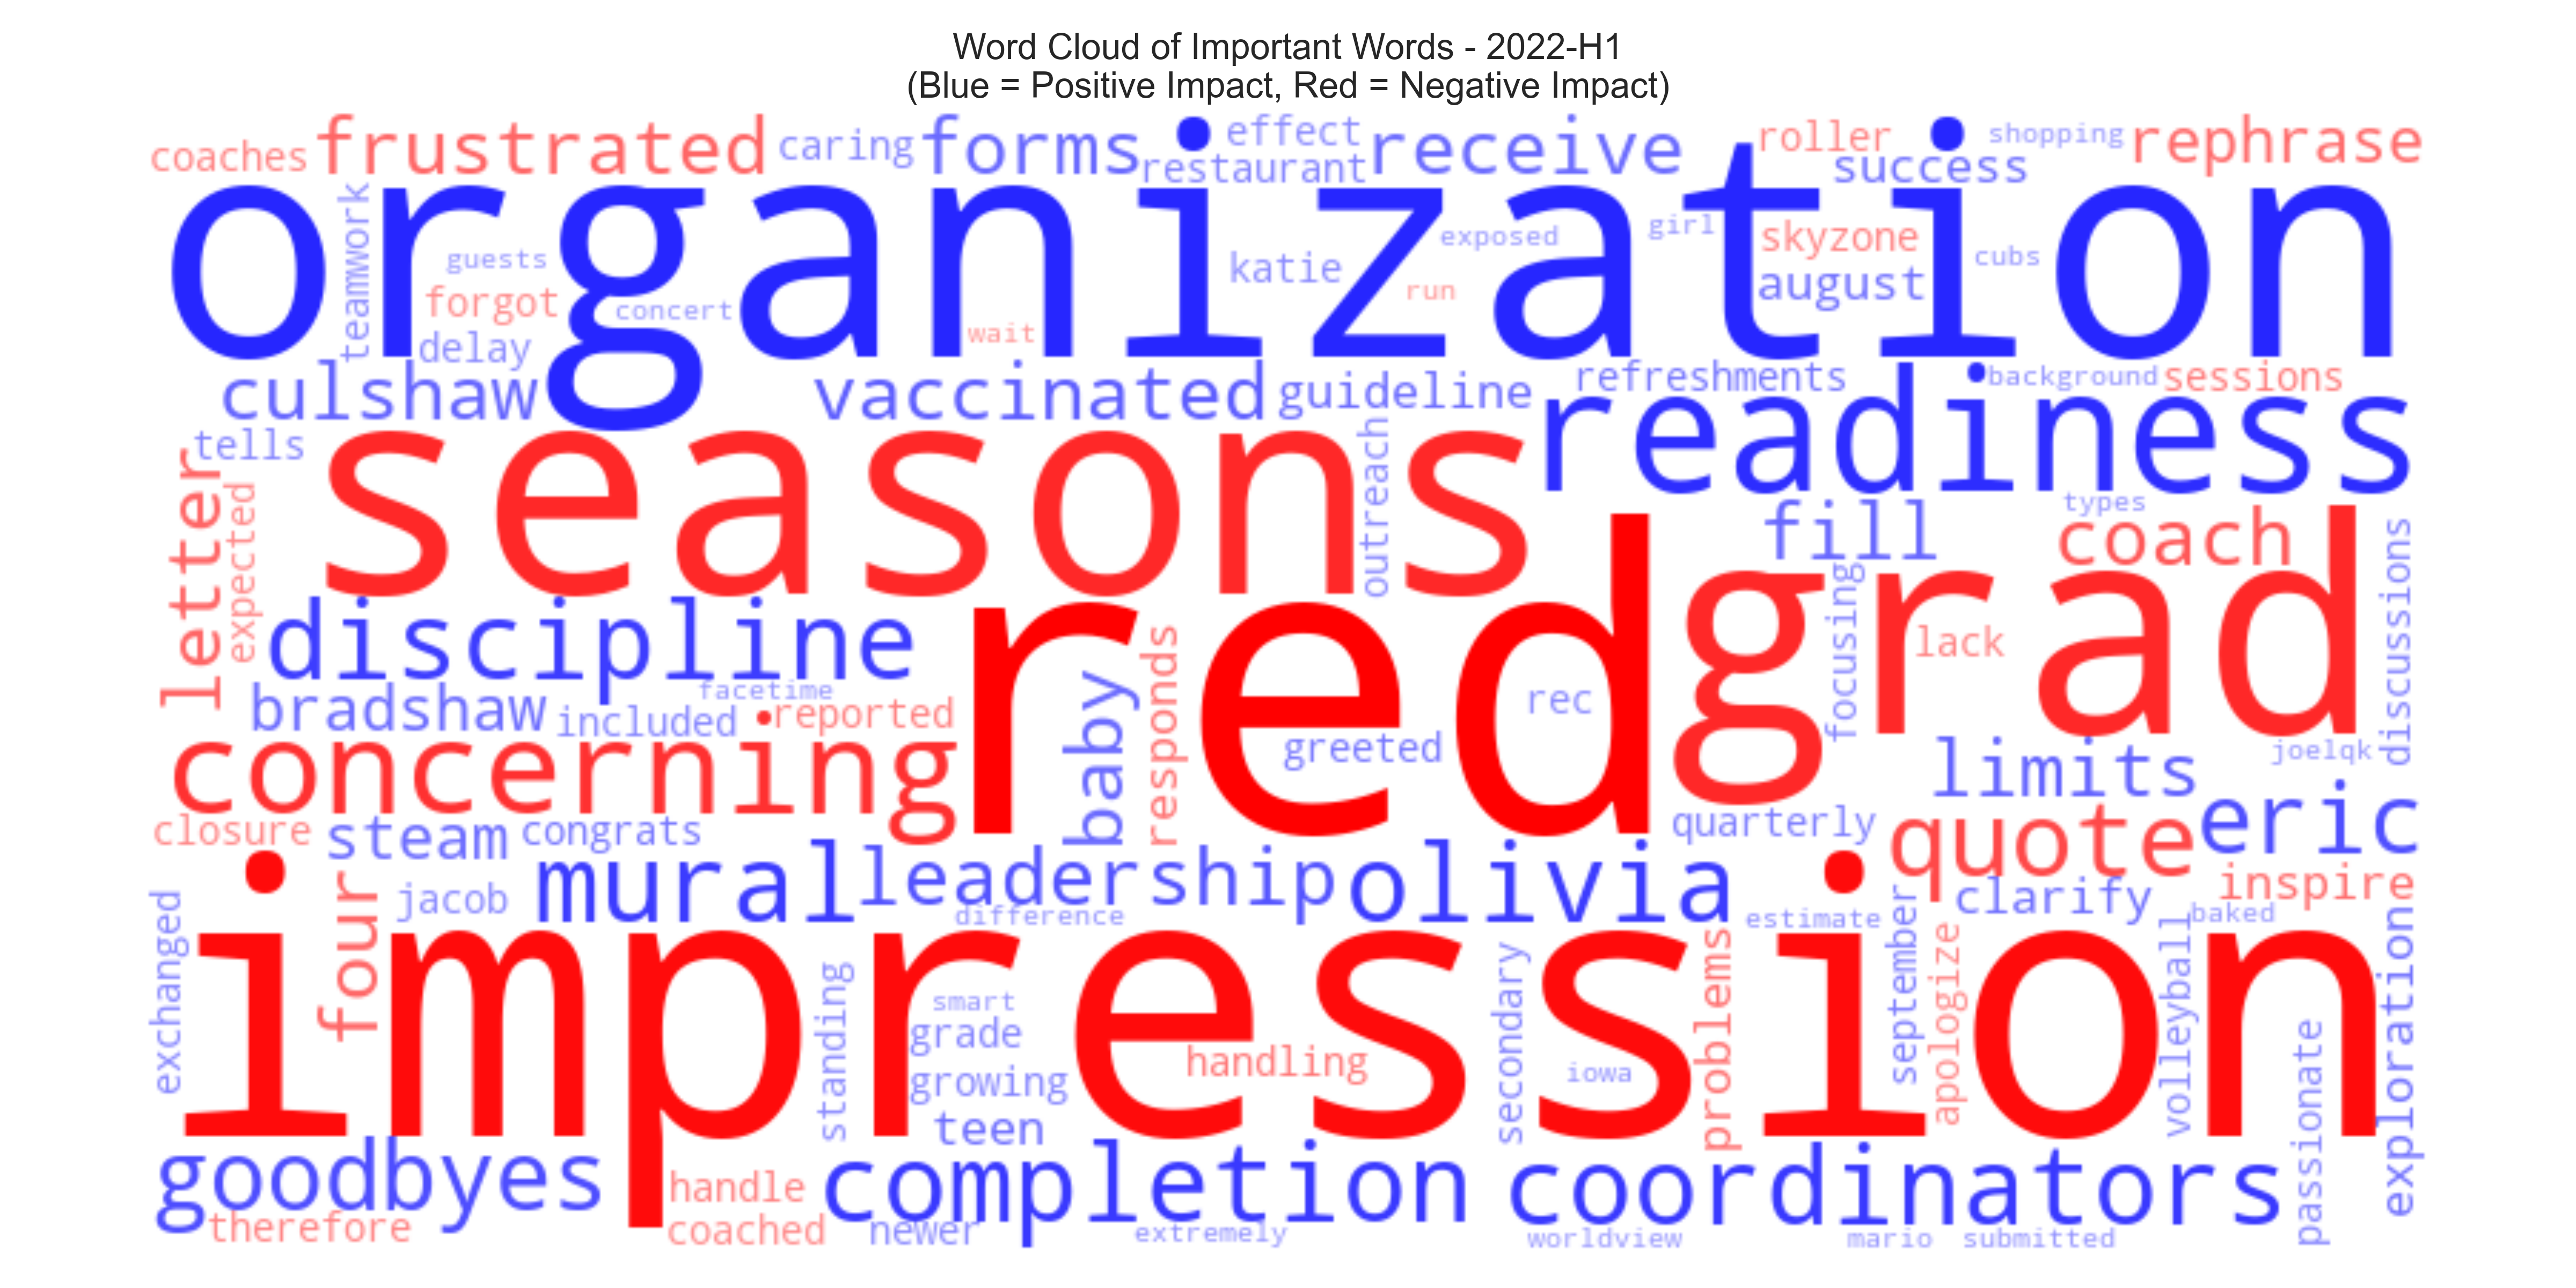 Word Cloud of Important Words - 2022-H1
(Blue = Positive Impact, Red = Negative Impact)
coaches
frustrated
caring
forms
effect
restaurant
receive
roller
success
shopping
rephrase
organization
teamwork
guests
forgot
concert
delay
wait
katie
exposed
run
girl
skyzone
august
cubs
culshaw
vaccinated
guideline
refreshments
background
sessions
readiness
tells
letter
expected
seasons
outreach
types
fill
coach
discussions
discipline
red
grad
focusing
lack
bradshaw
facetime
included
reported
baby
responds
rec
greeted
concerning
limits
joelqk
closure
steam
congrats
quarterly
quote
eric
four
jacob
mural
leadership
olivia
difference
estimate
clarify
inspire
baked
exchanged
impression
standing
smart
grade
growing
teen
handling
secondary
iowa
problems
september
apologize
volleyball
passionate
exploration
goodbyes
therefore
handle
coached
completion
newer
extremely
coordinators
worldview
mario
submitted